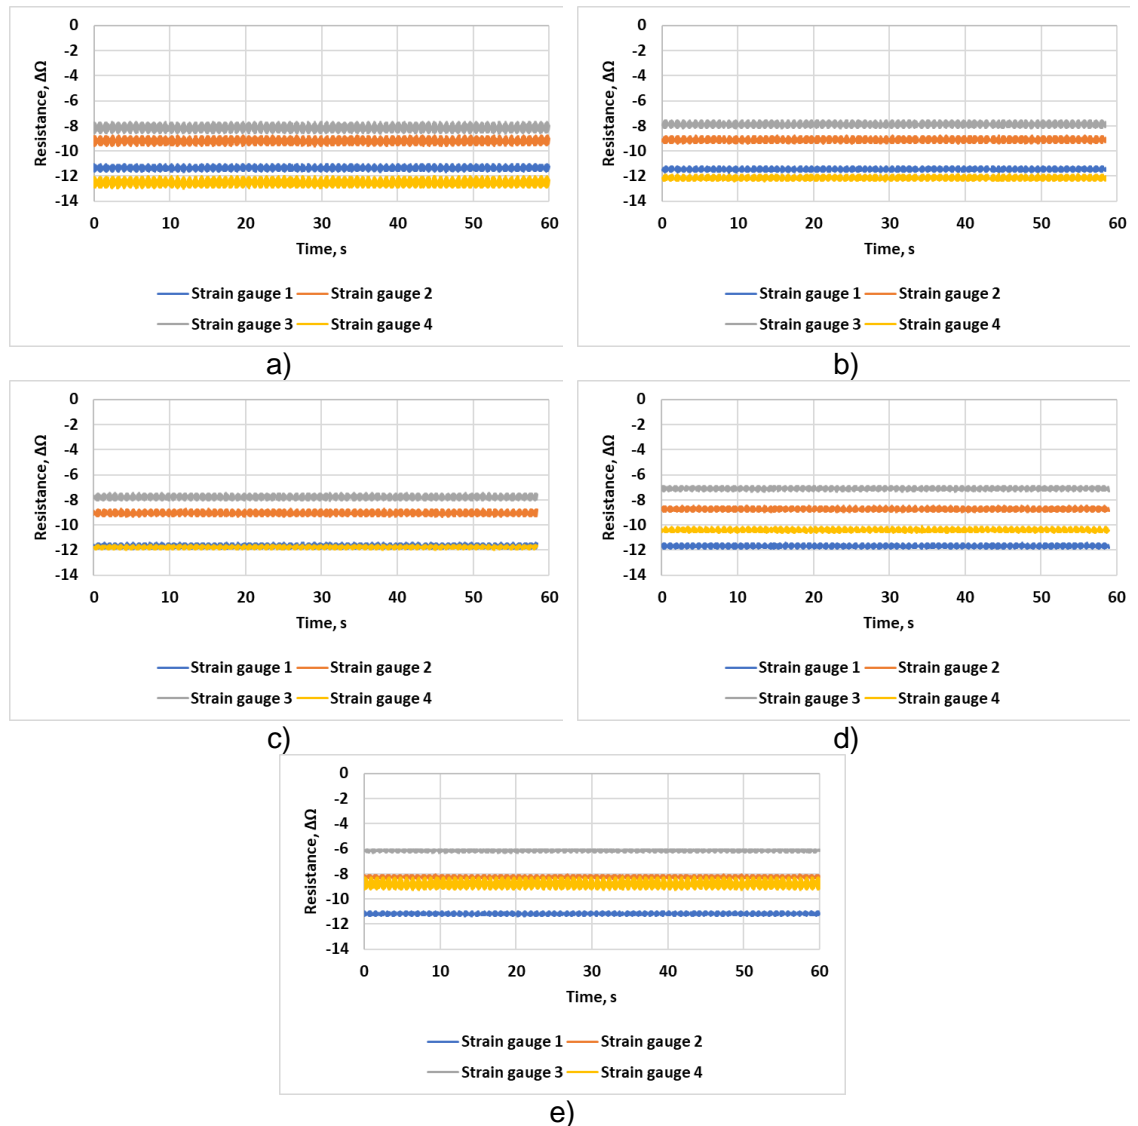 0
-2
-4
-6
-8
-10
-12
-14
Resistance, ΔΩ
0 10 20 30 40 50 60
Time, s
Strain gauge 1 Strain gauge 2
Strain gauge 3 Strain gauge 4
a)
0
-2
-4
-6
-8
-10
-12
-14
Resistance, ΔΩ
0 10 20 30 40 50 60
Time, s
Strain gauge 1 Strain gauge 2
Strain gauge 3 Strain gauge 4
b)
0
-2
-4
-6
-8
-10
-12
-14
Resistance, ΔΩ
0 10 20 30 40 50 60
Time, s
Strain gauge 1 Strain gauge 2
Strain gauge 3 Strain gauge 4
c)
0
-2
-4
-6
-8
-10
-12
-14
Resistance, ΔΩ
0 10 20 30 40 50 60
Time, s
Strain gauge 1 Strain gauge 2
Strain gauge 3 Strain gauge 4
d)
0
-2
-4
-6
-8
-10
-12
-14
Resistance, ΔΩ
0 10 20 30 40 50 60
Time, s
Strain gauge 1 Strain gauge 2
Strain gauge 3 Strain gauge 4
e)